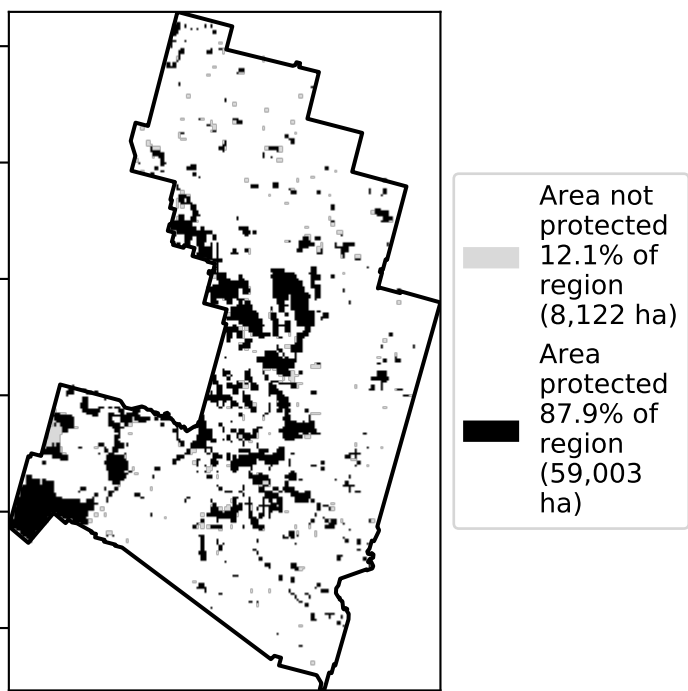 Area not
protected
12.1% of
region
(8,122 ha)
Area
protected
87.9% of
region
(59,003
ha)